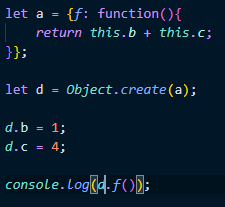 let a = {f: function(){
    return this.b + this.c;
}};
let d = Object.create(a);
d.b = 1;
d.c = 4;
console.log(d.f());